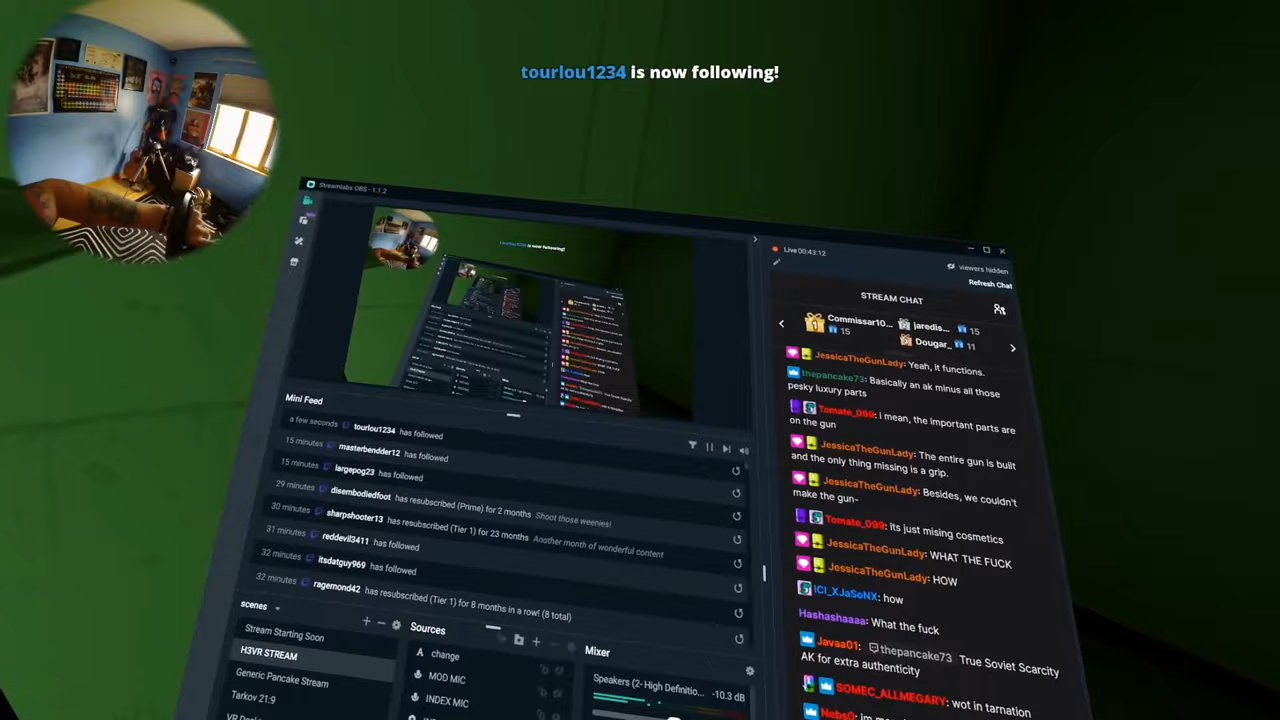 tourlou1234 is now following!
Streamlabs OBS - 1.1.2
tourlou1234 is now following!
Live 00:43:12
viewers hidden
Refresh Chat
STREAM CHAT
Commissar10... 15
jaredis... 15
Dougar_ 11
JessicaTheGunLady: Yeah, it functions.
thepancake73: Basically an ak minus all those
pesky luxury parts
Tomate_099: i mean, the important parts are
on the gun
JessicaTheGunLady: The entire gun is built
and the only thing missing is a grip.
JessicaTheGunLady: Besides, we couldn't
make the gun-
Tomate_099: its just mising cosmetics
JessicaTheGunLady: WHAT THE FUCK
JessicaTheGunLady: HOW
ICI_XJaSoNX: how
Hashashaaaa: What the fuck
Javaa01: thepancake73 True Soviet Scarcity
AK for extra authenticity
SOMEC_ALLMEGARY: wot in tarnation
Mini Feed
a few seconds tourlou1234 has followed
15 minutes masterbendder12 has followed
15 minutes largepog23 has followed
29 minutes disembodiedfoot has resubscribed (Prime) for 2 months Shoot those weenies!
30 minutes sharpshooter13 has resubscribed (Tier 1) for 23 months Another month of wonderful content
31 minutes reddevil3411 has followed
32 minutes itsdatguy969 has followed
32 minutes ragemond42 has resubscribed (Tier 1) for 8 months in a row! (8 total)
scenes
Stream Starting Soon
H3VR STREAM
Generic Pancake Stream
Tarkov 21:9
Sources
change
MOD MIC
INDEX MIC
Mixer
Speakers (2- High Definitio... -10.3 dB